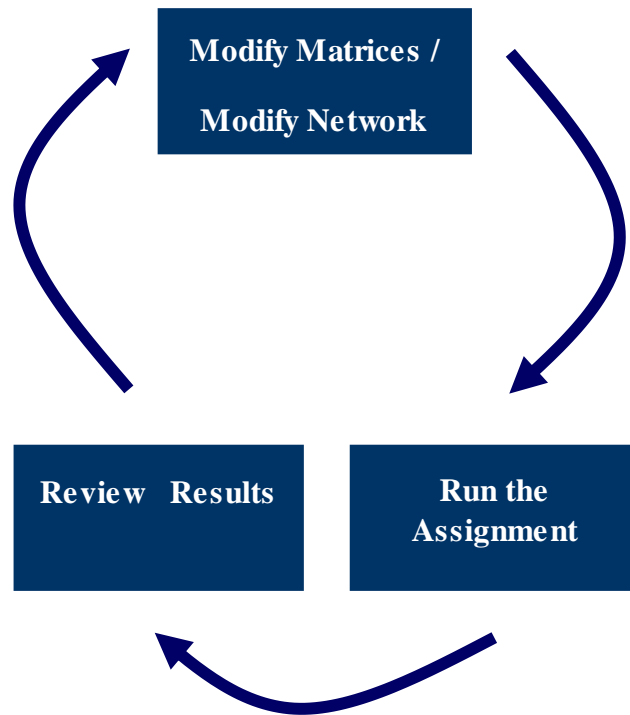 Modify Matrices /
Modify Network
Review Results
Run the
Assignment